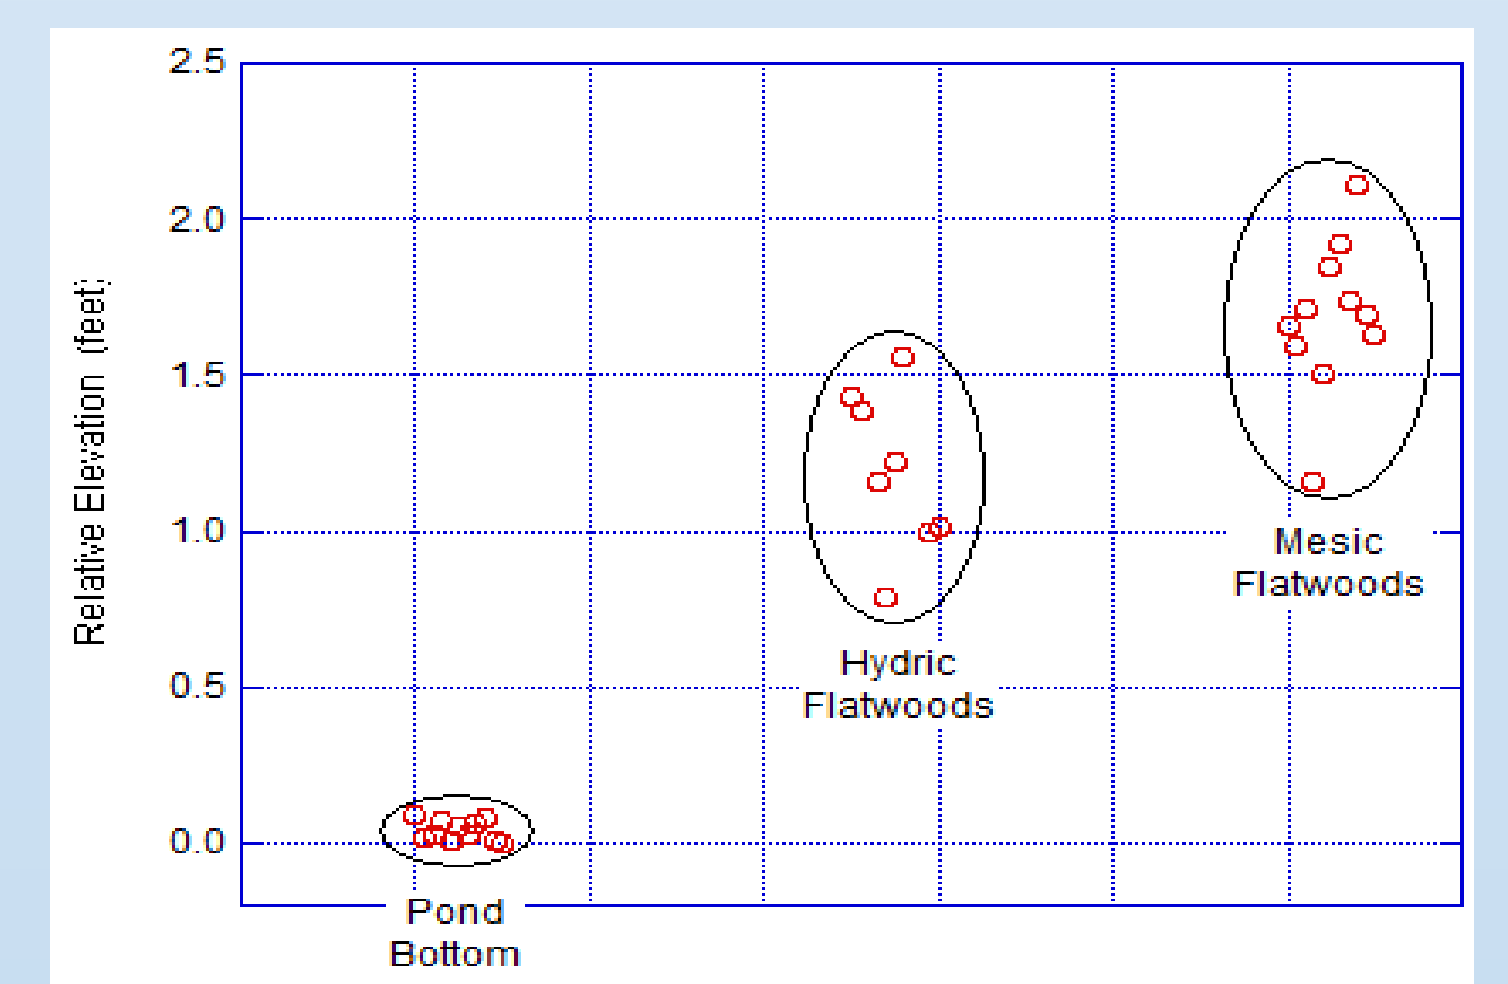 2.5
2.0
1.5
1.0
0.5
0.0
Relative Elevation (feet)
Mesic
Flatwoods
Hydric
Flatwoods
Pond
Bottom